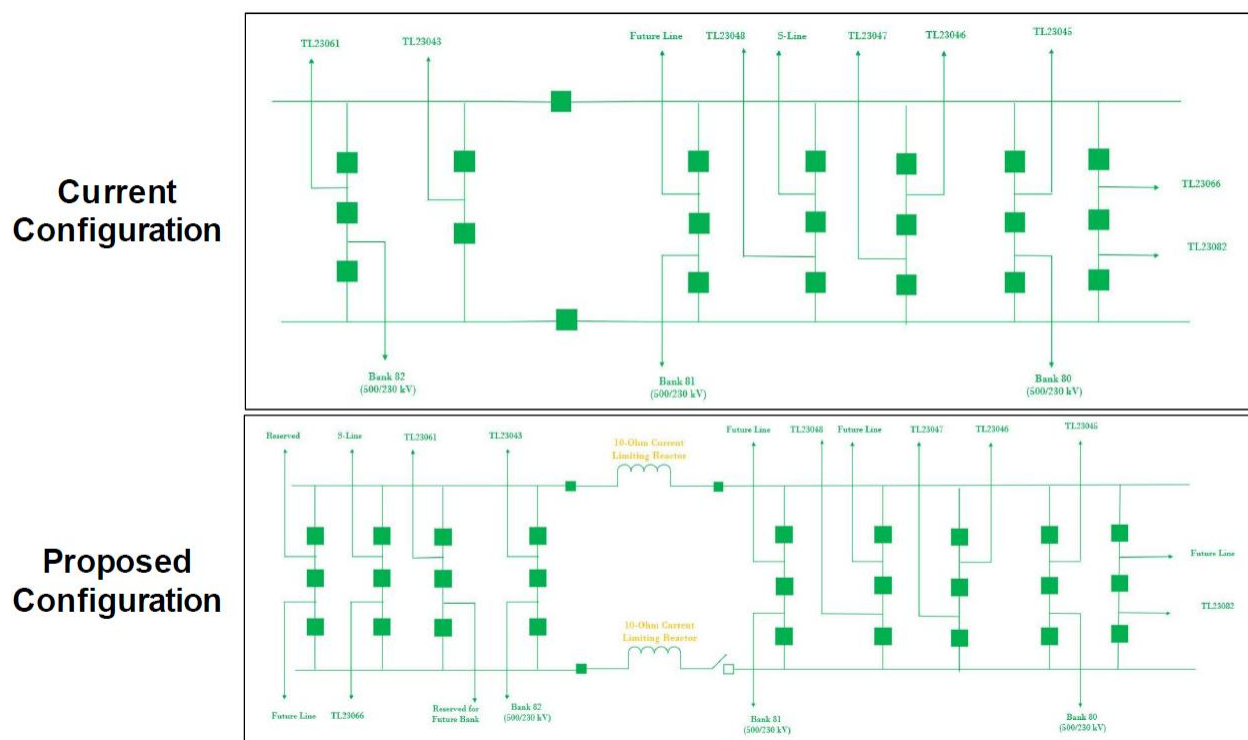 Current
Configuration
TL23061
TL23043
Future Line
TL23048
S-Line
TL23047
TL23046
TL23045
TL23066
TL23082
Bank 82
(500/230 kV)
Bank 81
(500/230 kV)
Bank 80
(500/230 kV)
Proposed
Configuration
Reserved
S-Line
TL23061
TL23043
10-Ohm Current
Limiting Reactor
Future Line
TL23048
Future Line
TL23047
TL23046
TL23045
Future Line
TL23082
10-Ohm Current
Limiting Reactor
Future Line
TL23066
Reserved for
Future Bank
Bank 82
(500/230 kV)
Bank 81
(500/230 kV)
Bank 80
(500/230 kV)